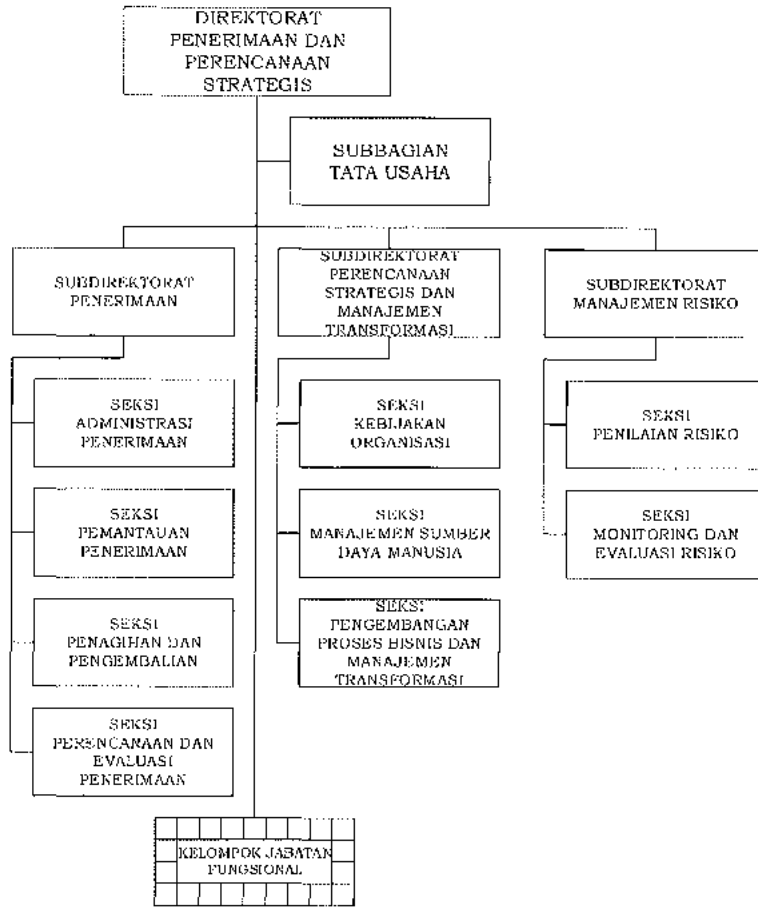 DIREKTORAT
PENERIMAAN DAN
PERENCANAAN
STRATEGIS
SUBBAGIAN
TATA USAHA
SUBDIREKTORAT
PENERIMAAN
SUBDIREKTORAT
PERENCANAAN
STRATEGIS DAN
MANAJEMEN
TRANSFORMASI
SUBDIREKTORAT
MANAJEMEN RISIKO
SEKSI
ADMINISTRASI
PENERIMAAN
SEKSI
KEBIJAKAN
ORGANISASI
SEKSI
PENILAIAN RISIKO
SEKSI
PEMANTAUAN
PENERIMAAN
SEKSI
MANAJEMEN SUMBER
DAYA MANUSIA
SEKSI
MONITORING DAN
EVALUASI RISIKO
SEKSI
PENAGIHAN DAN
PENGEMBALIAN
SEKSI
PENGEMBANGAN
PROSES BISNIS DAN
MANAJEMEN
TRANSFORMASI
SEKSI
PERENCANAAN DAN
EVALUASI
PENERIMAAN
KELOMPOK JABATAN
FUNGSIONAL